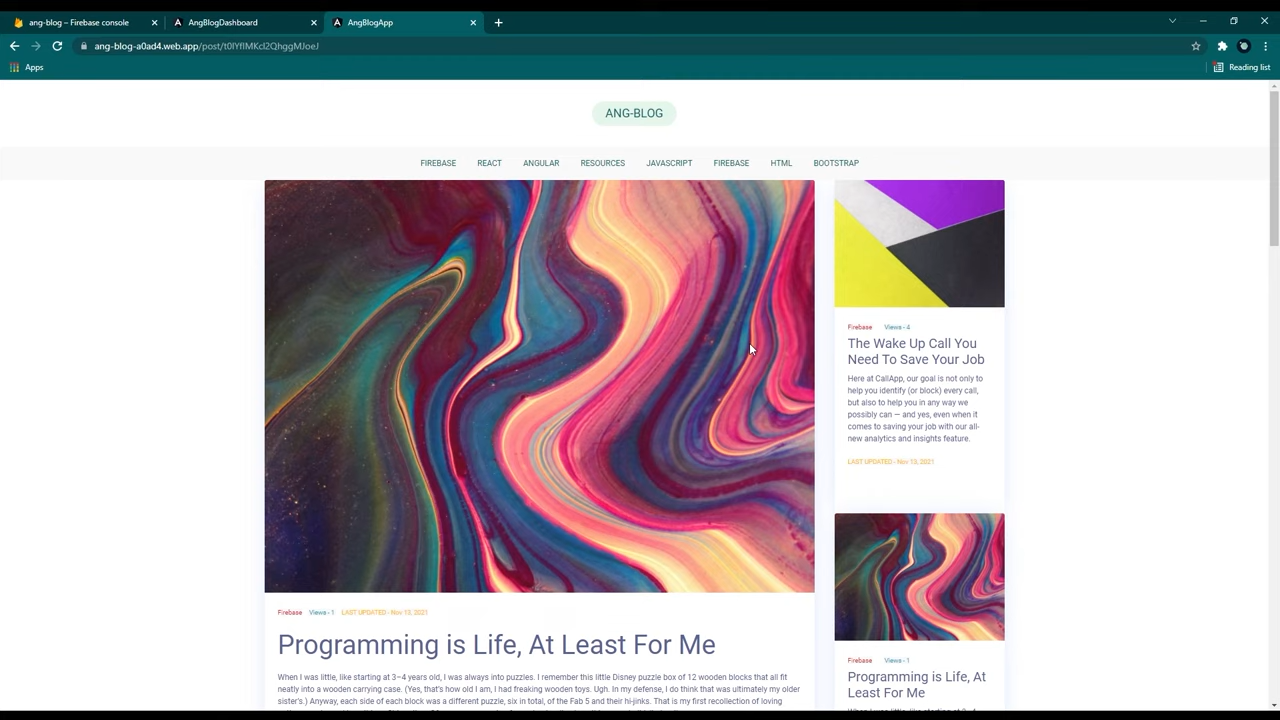 ang-blog – Firebase console
AngBlogDashboard
AngBlogApp
ang-blog-a0ad4.web.app/post/t0lYflMKcl2QhggMJoeJ
Apps
Reading list
ANG-BLOG
FIREBASE REACT ANGULAR RESOURCES JAVASCRIPT FIREBASE HTML BOOTSTRAP
Firebase Views - 1 LAST UPDATED - Nov 13, 2021
Programming is Life, At Least For Me
When I was little, like starting at 3–4 years old, I was always into puzzles. I remember this little Disney puzzle box of 12 wooden blocks that all fit
neatly into a wooden carrying case. (Yes, that's how old I am, I had freaking wooden toys. Ugh. In my defense, I do think that was ultimately my older
sister's.) Anyway, each side of each block was a different puzzle, six in total, of the Fab 5 and their hi-jinks. That is my first recollection of loving
Firebase Views - 4
The Wake Up Call You
Need To Save Your Job
Here at CallApp, our goal is not only to
help you identify (or block) every call,
but also to help you in any way we
possibly can — and yes, even when it
comes to saving your job with our all-
new analytics and insights feature.
LAST UPDATED - Nov 13, 2021
Firebase Views - 1
Programming is Life, At
Least For Me